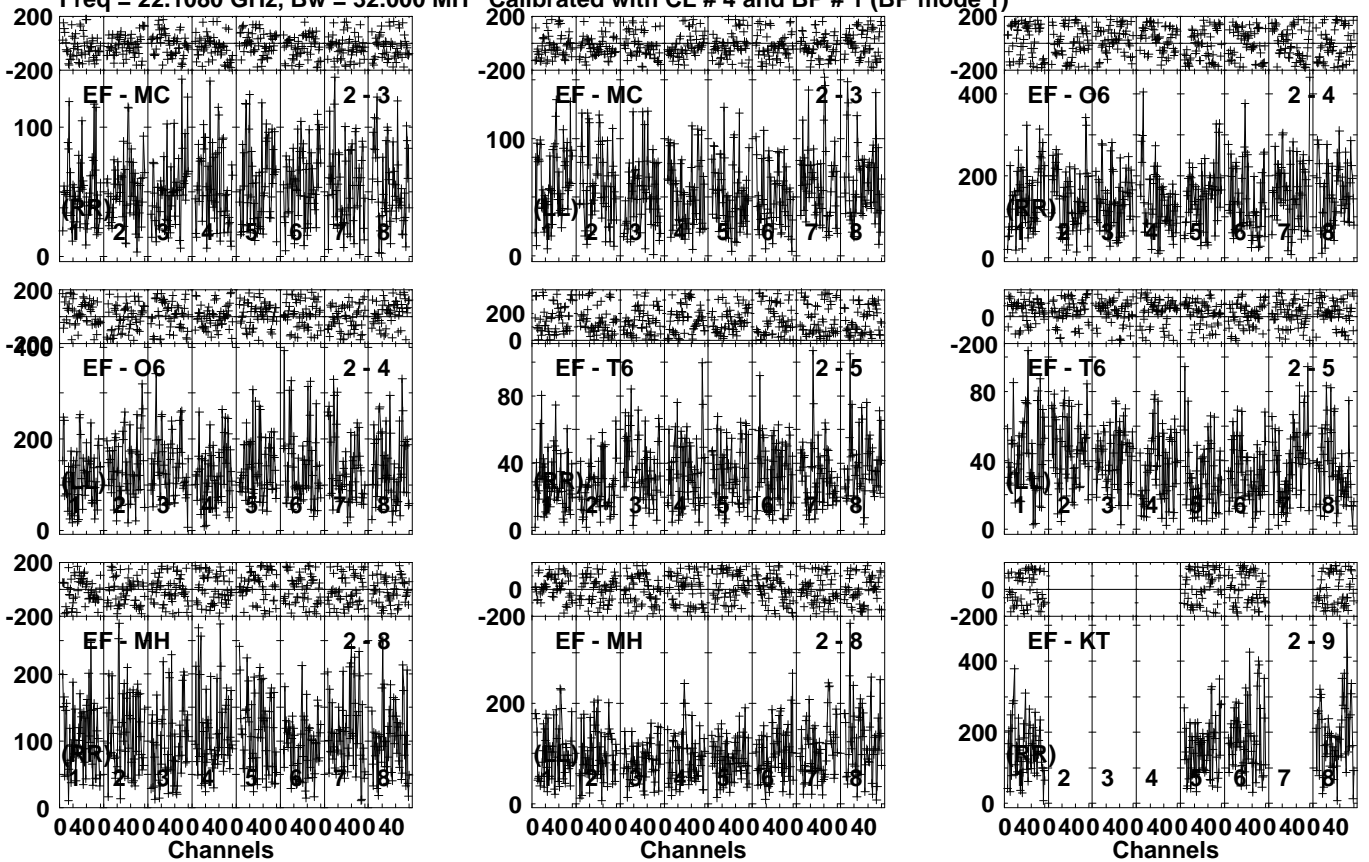 Freq = 22.1080 GHz, Bw = 32.000 MH Calibrated with CL # 4 and BP # 1 (BP mode 1)
200 200 200
-200 -200 -200
EF - MC 2 - 3 EF - MC 2 - 3 EF - O6 2 - 4
400
100 100
200
(RR) (LL) (RR)
1 2 3 4 5 6 7 8 1 2 3 4 5 6 7 8 1 2 3 4 5 6 7 8
0 0 0
200 200 0
-200 0 -200
400
EF - O6 2 - 4 EF - T6 2 - 5 EF - T6 2 - 5
80 80
200
40 40
(LL) (RR) (LL)
1 2 3 4 5 6 7 8 1 2 3 4 5 6 7 8 1 2 3 4 5 6 7 8
0 0 0
200 0 0
-200 -200 -200
EF - MH 2 - 8 EF - MH 2 - 8 EF - KT 2 - 9
200 200 400
100 200
(RR) (LL) (RR)
1 2 3 4 5 6 7 8 1 2 3 4 5 6 7 8 1 2 3 4 5 6 7 8
0 0 0
0 40 0 40 0 40 0 40 0 40 0 40 0 40 0 40 0 40 0 40 0 40 0 40 0 40 0 40 0 40 0 40 0 40 0 40 0 40 0 40 0 40 0 40 0 40 0 40
Channels Channels Channels